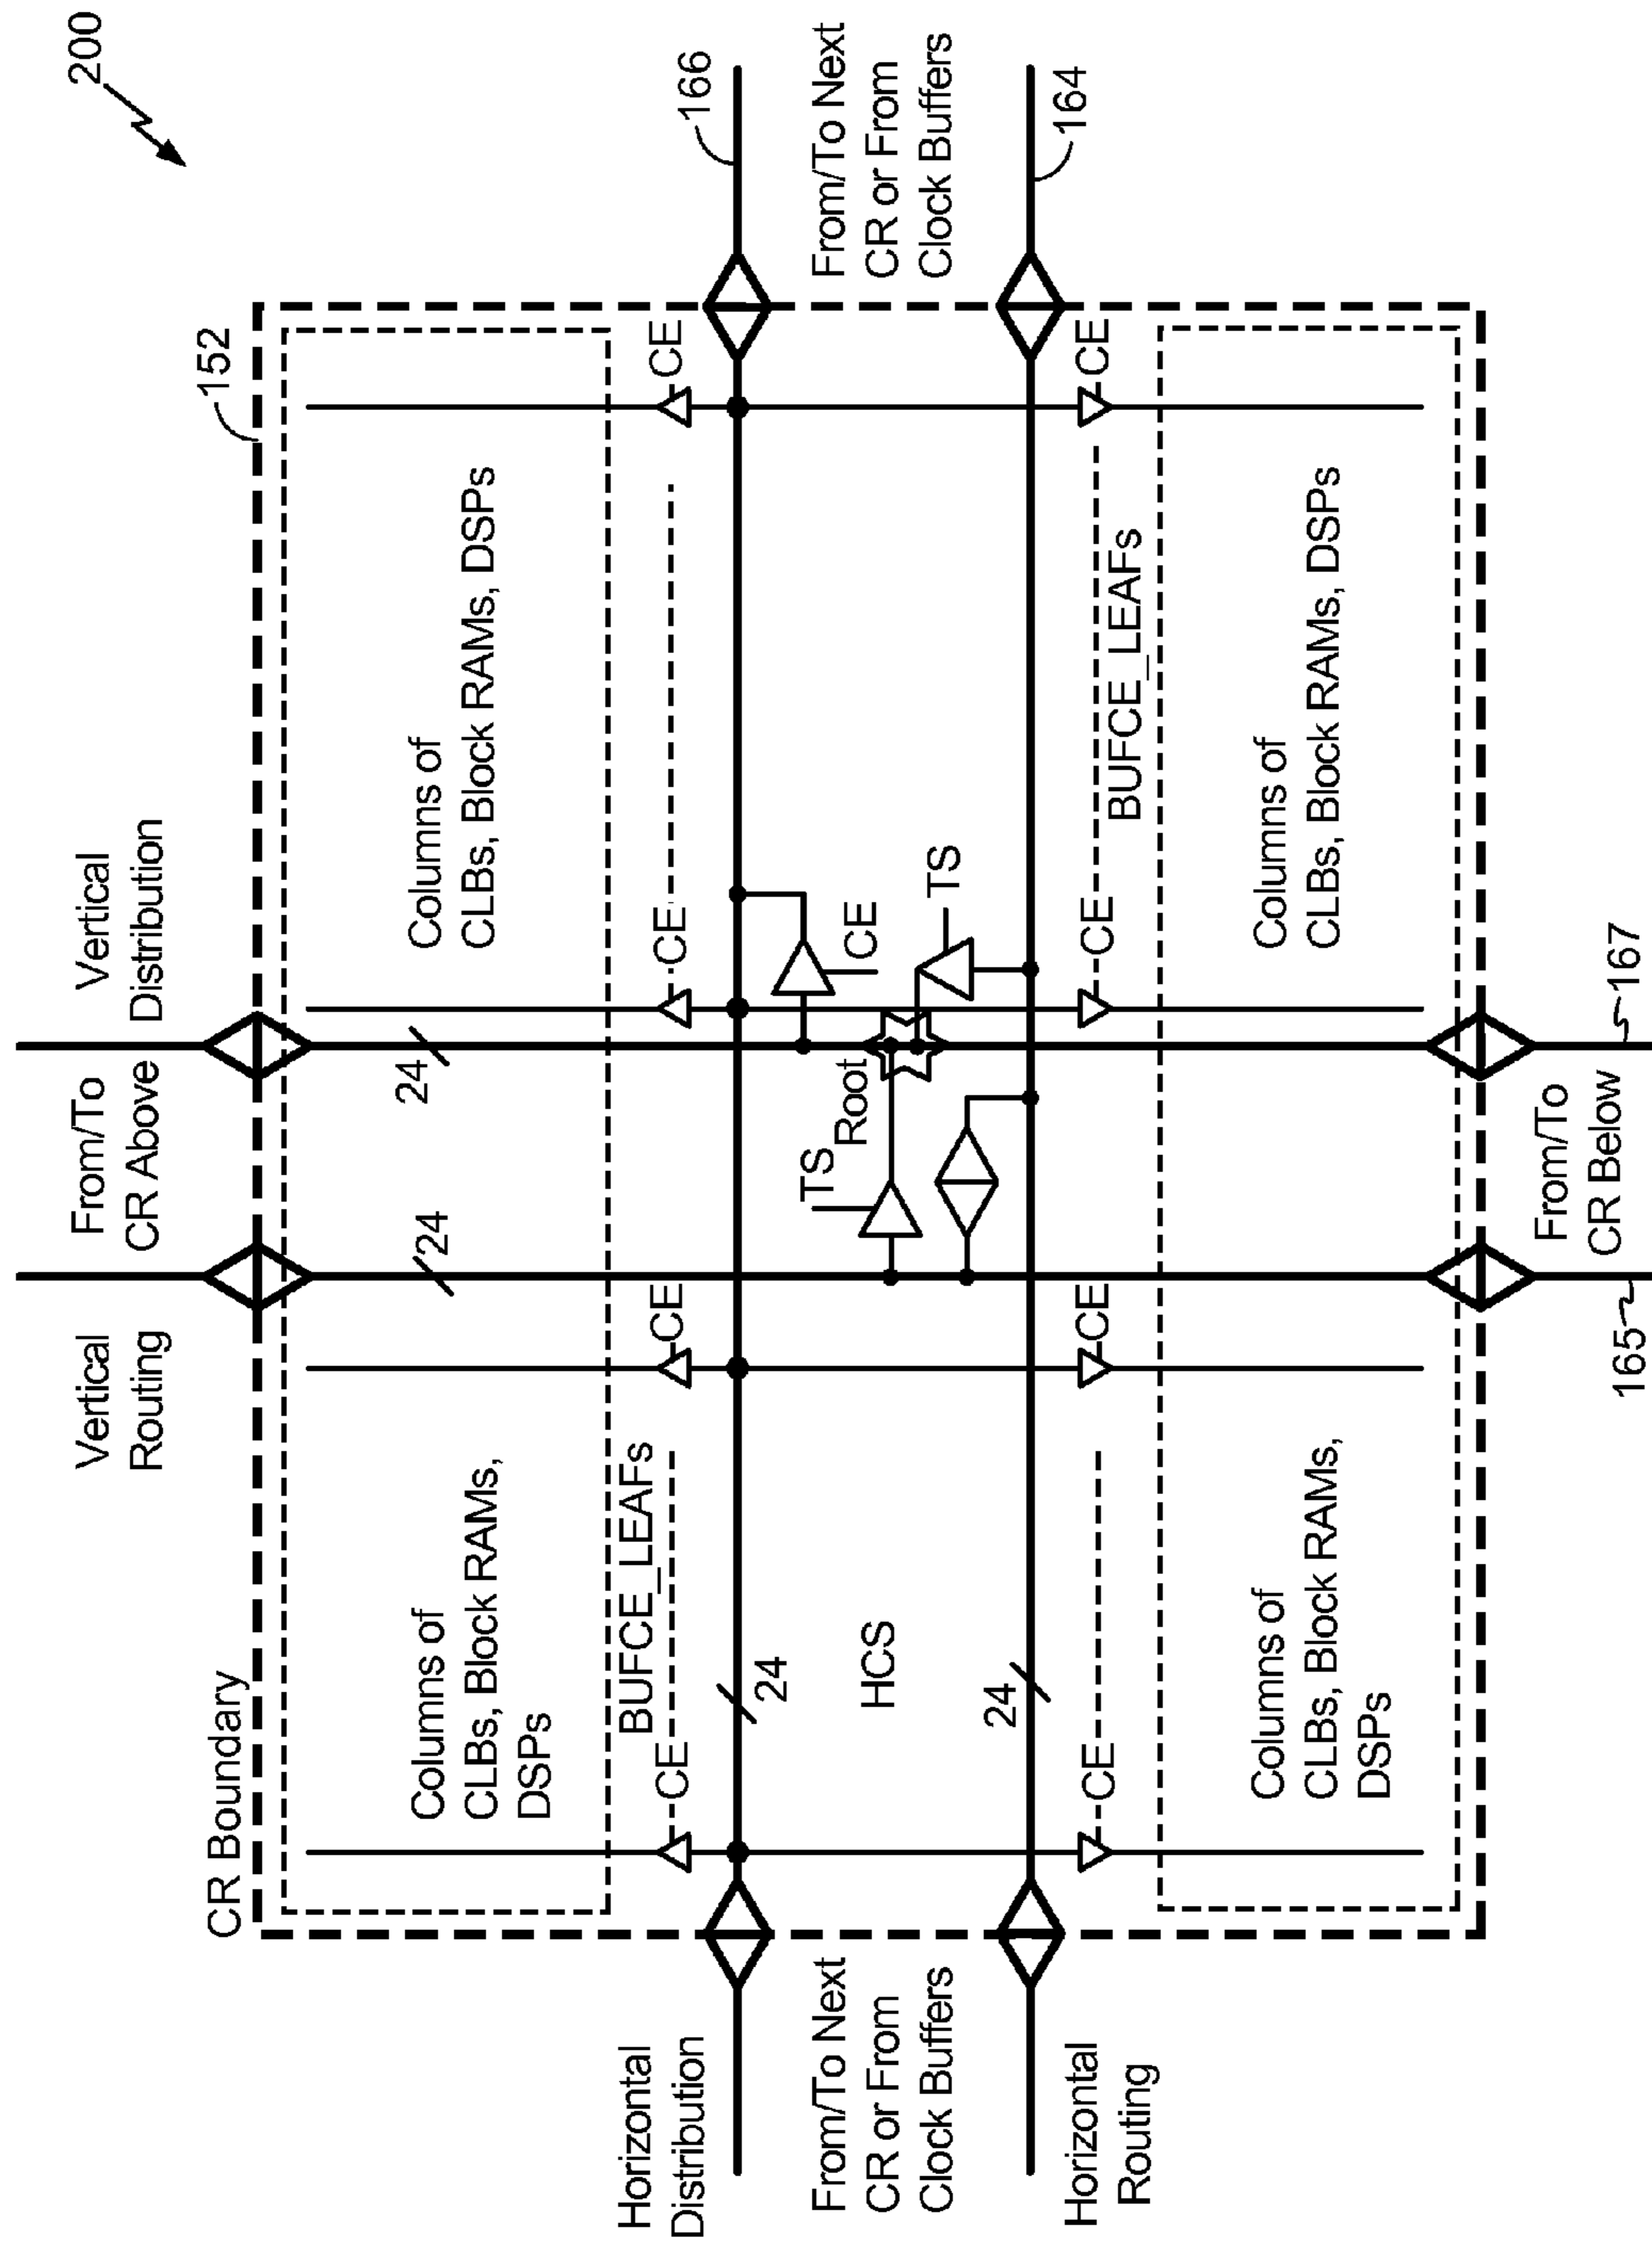 200
Vertical
Routing
From/To
CR Above
Vertical
Distribution
CR Boundary
152
24
24
Columns of
CLBs, Block RAMs,
DSPs
Columns of
CLBs, Block RAMs, DSPs
BUFCE_LEAFs
CE
CE
CE
CE
Horizontal
Distribution
166
24
From/To Next
CR or From
Clock Buffers
HCS
TS
Root
CE
TS
From/To Next
CR or From
Clock Buffers
24
Horizontal
Routing
164
CE
CE
CE
CE
BUFCE_LEAFs
Columns of
CLBs, Block RAMs,
DSPs
Columns of
CLBs, Block RAMs, DSPs
165
From/To
CR Below
167